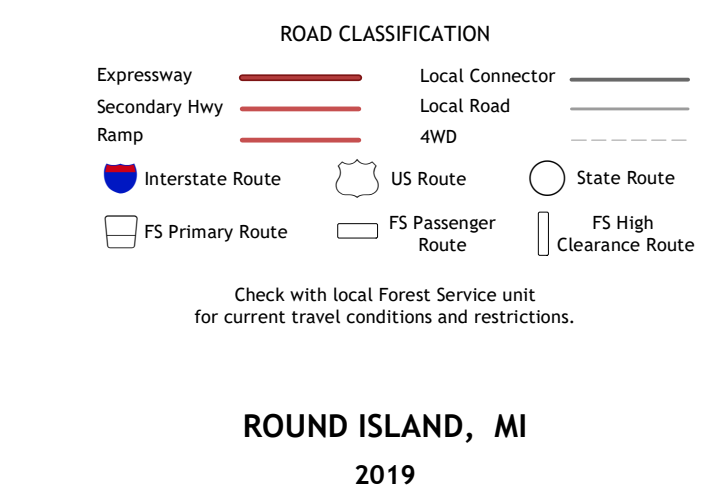 ROAD CLASSIFICATION
Expressway
Local Connector
Secondary Hwy
Local Road
Ramp
4WD
Interstate Route
US Route
State Route
FS Primary Route
FS Passenger
Route
FS High
Clearance Route
Check with local Forest Service unit
for current travel conditions and restrictions.
ROUND ISLAND, MI
2019